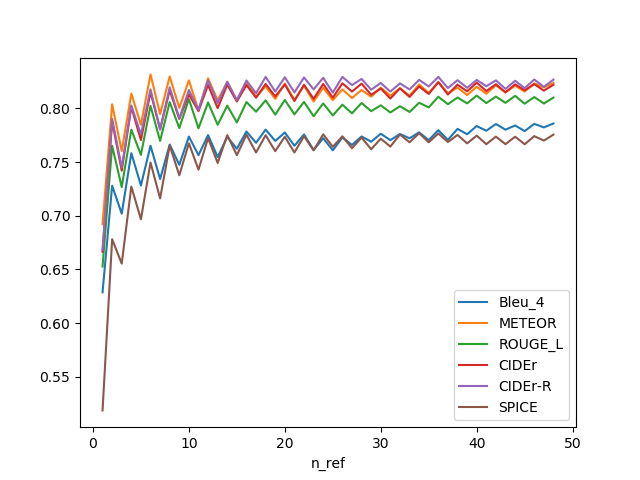 0.80
0.75
0.70
0.65
0.60
0.55
0 10 20 30 40 50
n_ref
Bleu_4
METEOR
ROUGE_L
CIDEr
CIDEr-R
SPICE